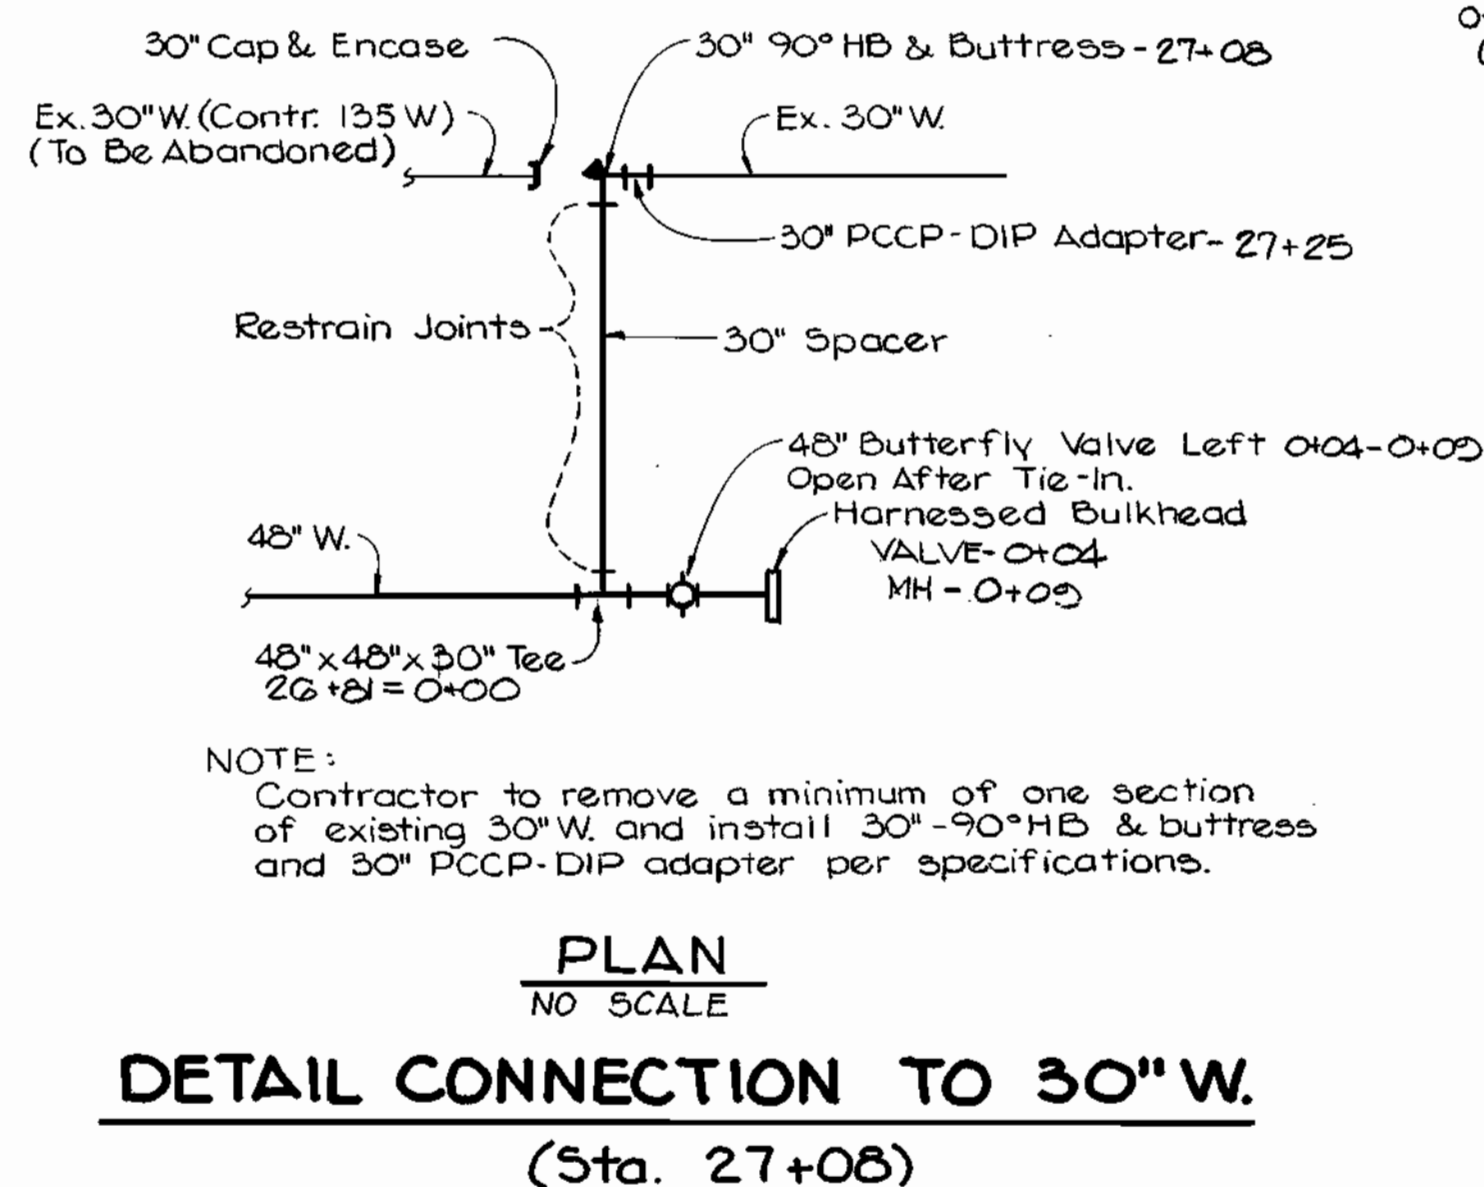 30" Cap & Encase
30" 90° HB & Buttress - 27+08
Ex. 30" W. (Contr. 135 W)
(To Be Abandoned)
Ex. 30" W.
30" PCCP-DIP Adapter- 27+25
Restrain Joints
30" Spacer
48" Butterfly Valve Left 0+04-0+09
Open After Tie-In.
Harnessed Bulkhead
VALVE- 0+04
MH - 0+09
48" W.
48" x 48" x 30" Tee
26+81 = 0+00
NOTE:
Contractor to remove a minimum of one section
of existing 30" W. and install 30"-90° HB & buttress
and 30" PCCP-DIP adapter per specifications.
PLAN
NO SCALE
DETAIL CONNECTION TO 30" W.
(Sta. 27+08)